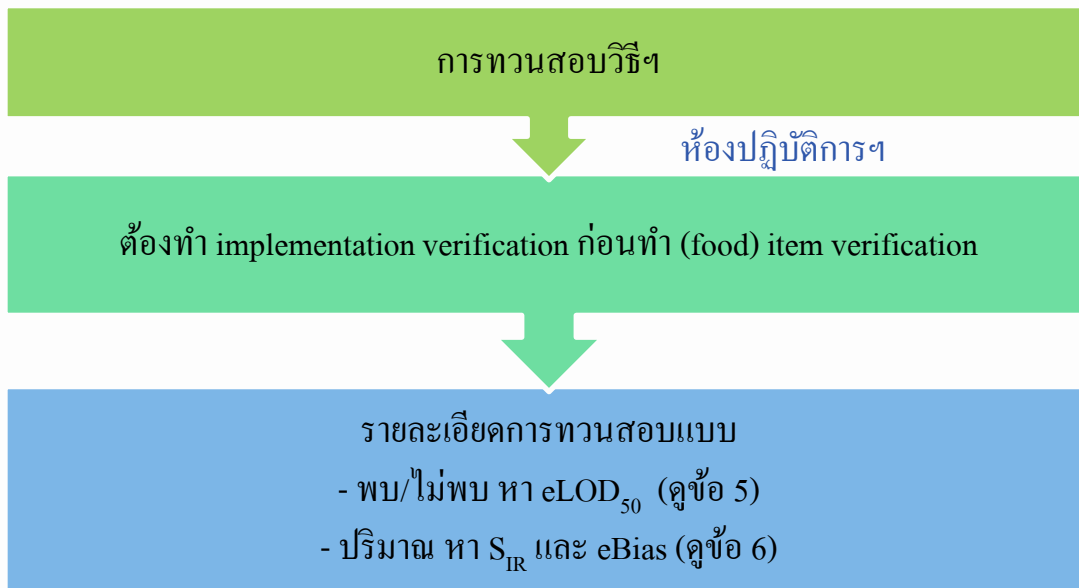 การทวนสอบวิธีฯ
ห้องปฏิบัติการฯ
ต้องทำ implementation verification ก่อนทำ (food) item verification
รายละเอียดการทวนสอบแบบ
- พบ/ไม่พบ หา eLOD50 (ดูข้อ 5)
- ปริมาณ หา SIR และ eBias (ดูข้อ 6)